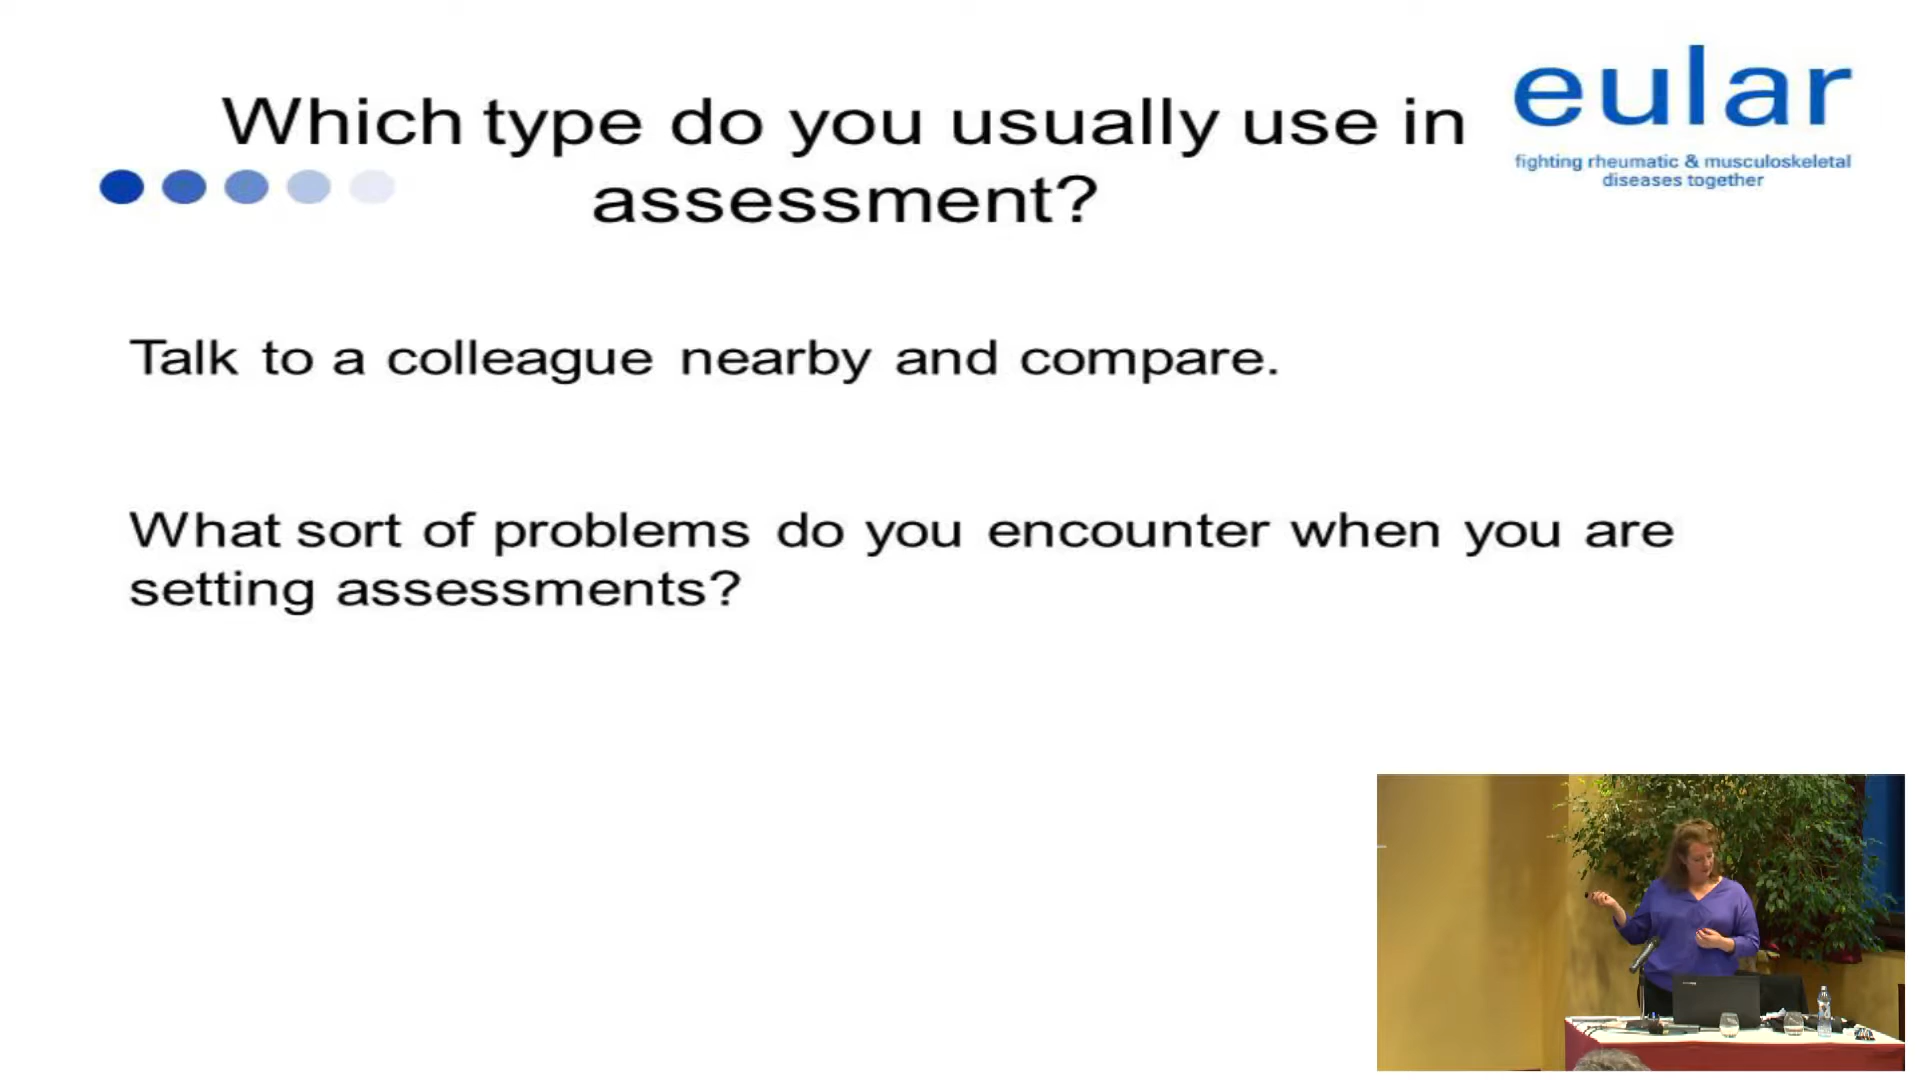 Which type do you usually use in
assessment?
eular
fighting rheumatic & musculoskeletal
diseases together
Talk to a colleague nearby and compare.
What sort of problems do you encounter when you are
setting assessments?